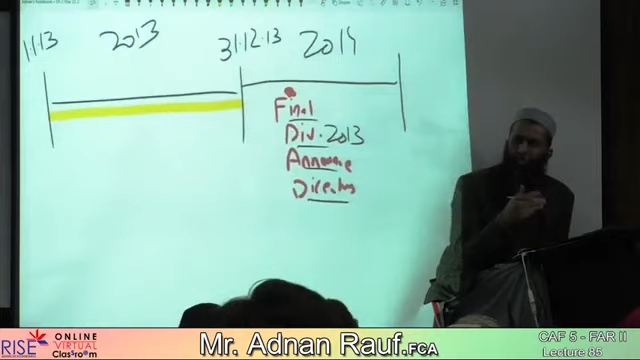 1.1.13 2013 31.12.13 2014
Final
Div. 2013
Announce
Directors
RISE
ONLINE
VIRTUAL
Classroom
Mr. Adnan Rauf.FCA
CAF 5 - FAR II
Lecture 85